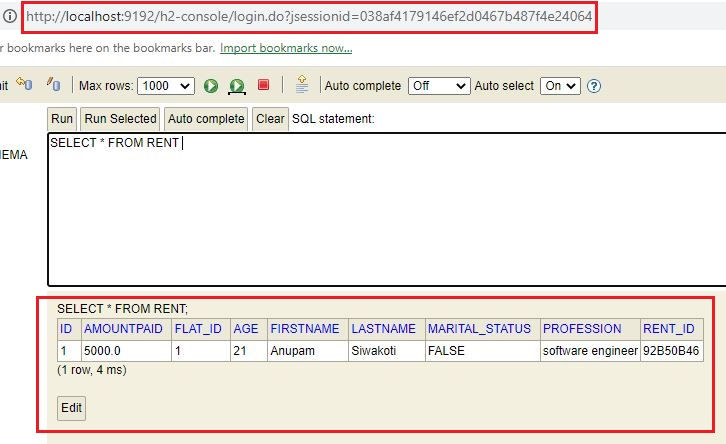 http://localhost:9192/h2-console/login.do?jsessionid=038af4179146ef2d0467b487f4e24064
r bookmarks here on the bookmarks bar. Import bookmarks now...
it Max rows: 1000 Auto complete Off Auto select On ?
Run Run Selected Auto complete Clear SQL statement:
SELECT * FROM RENT
EMA
SELECT * FROM RENT;
ID AMOUNTPAID FLAT_ID AGE FIRSTNAME LASTNAME MARITAL_STATUS PROFESSION RENT_ID
1 5000.0 1 21 Anupam Siwakoti FALSE software engineer 92B50B46
(1 row, 4 ms)
Edit